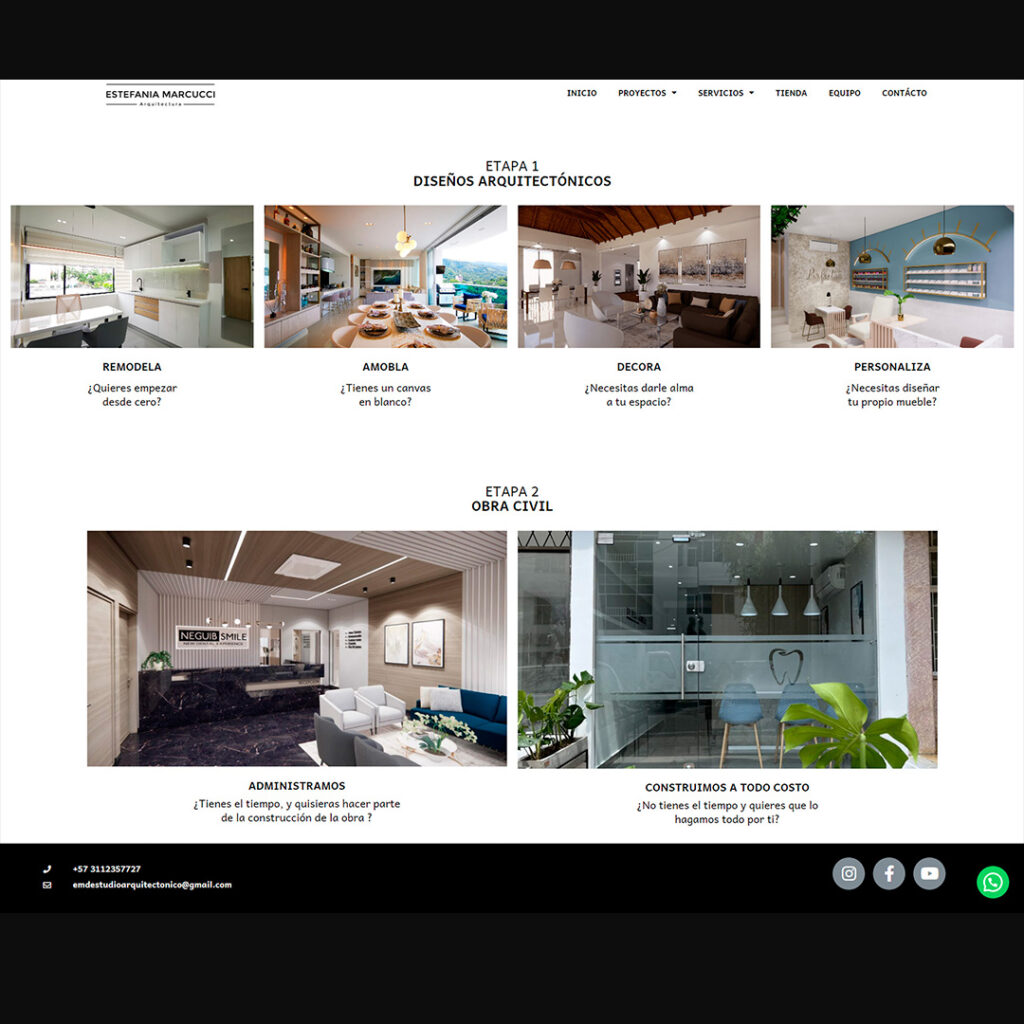 ESTEFANIA MARCUCCI
Arquitectura
INICIO PROYECTOS SERVICIOS TIENDA EQUIPO CONTÁCTO
ETAPA 1
DISEÑOS ARQUITECTÓNICOS
REMODELA
¿Quieres empezar
desde cero?
AMOBLA
¿Tienes un canvas
en blanco?
DECORA
¿Necesitas darle alma
a tu espacio?
PERSONALIZA
¿Necesitas diseñar
tu propio mueble?
ETAPA 2
OBRA CIVIL
NEGUIB SMILE
NEW DENTAL EXPERIENCE
ADMINISTRAMOS
¿Tienes el tiempo, y quisieras hacer parte
de la construcción de la obra ?
CONSTRUIMOS A TODO COSTO
¿No tienes el tiempo y quieres que lo
hagamos todo por ti?
+57 3112357727
emdestudioarquitectonico@gmail.com